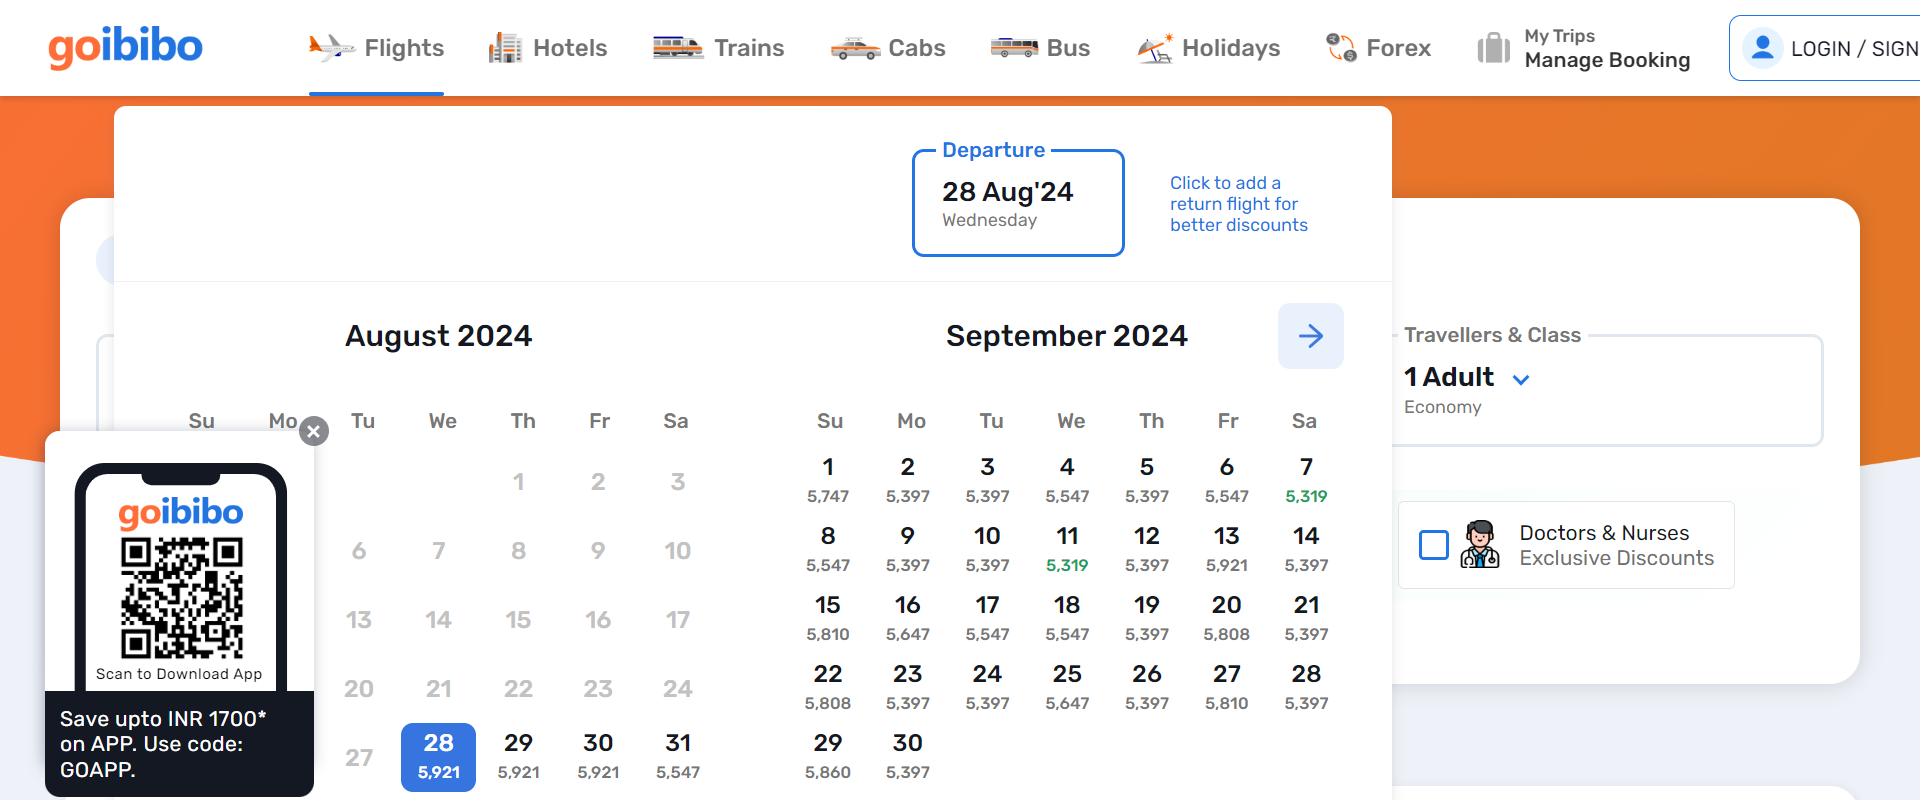 goibibo
Flights
Hotels
Trains
Cabs
Bus
Holidays
Forex
My Trips
Manage Booking
LOGIN / SIGN
Departure
28 Aug'24
Wednesday
Click to add a
return flight for
better discounts
August 2024
September 2024
Travellers & Class
1 Adult
Economy
Su Mo Tu We Th Fr Sa
1 2 3
6 7 8 9 10
13 14 15 16 17
20 21 22 23 24
27 28 29 30 31
5,921 5,921 5,921 5,547
Su Mo Tu We Th Fr Sa
1 2 3 4 5 6 7
5,747 5,397 5,397 5,547 5,397 5,547 5,319
8 9 10 11 12 13 14
5,547 5,397 5,397 5,319 5,397 5,921 5,397
15 16 17 18 19 20 21
5,810 5,647 5,547 5,547 5,397 5,808 5,397
22 23 24 25 26 27 28
5,808 5,397 5,397 5,647 5,397 5,810 5,397
29 30
5,860 5,397
Doctors & Nurses
Exclusive Discounts
goibibo
Scan to Download App
Save upto INR 1700*
on APP. Use code:
GOAPP.